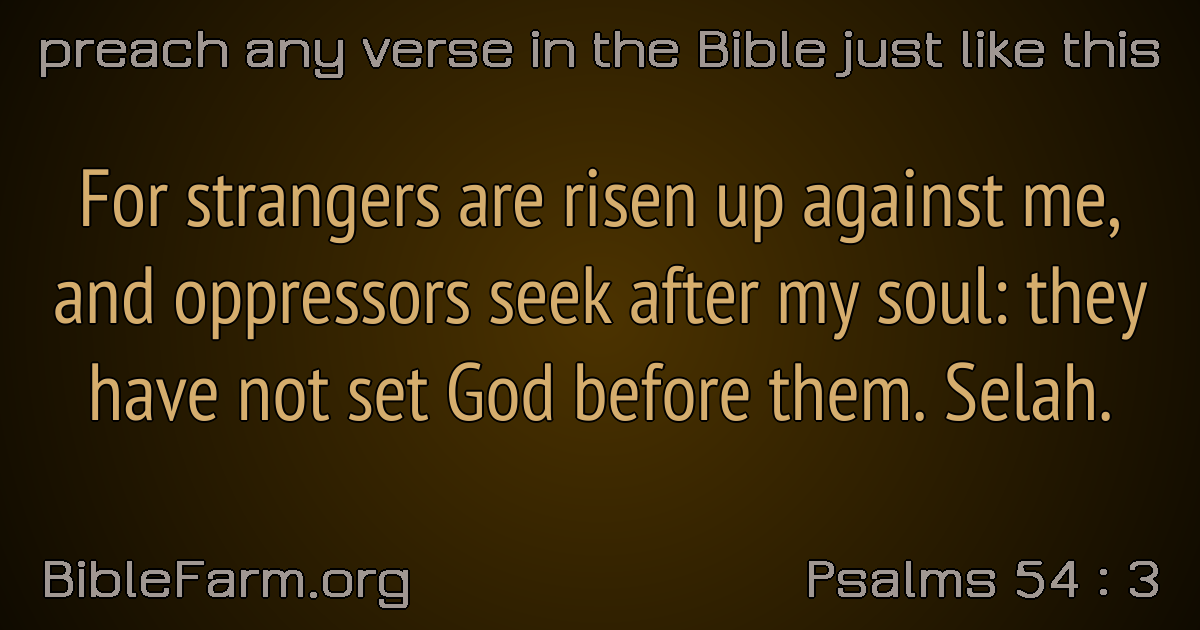 preach any verse in the Bible just like this
For strangers are risen up against me,
and oppressors seek after my soul: they
have not set God before them. Selah.
BibleFarm.org
Psalms 54 : 3